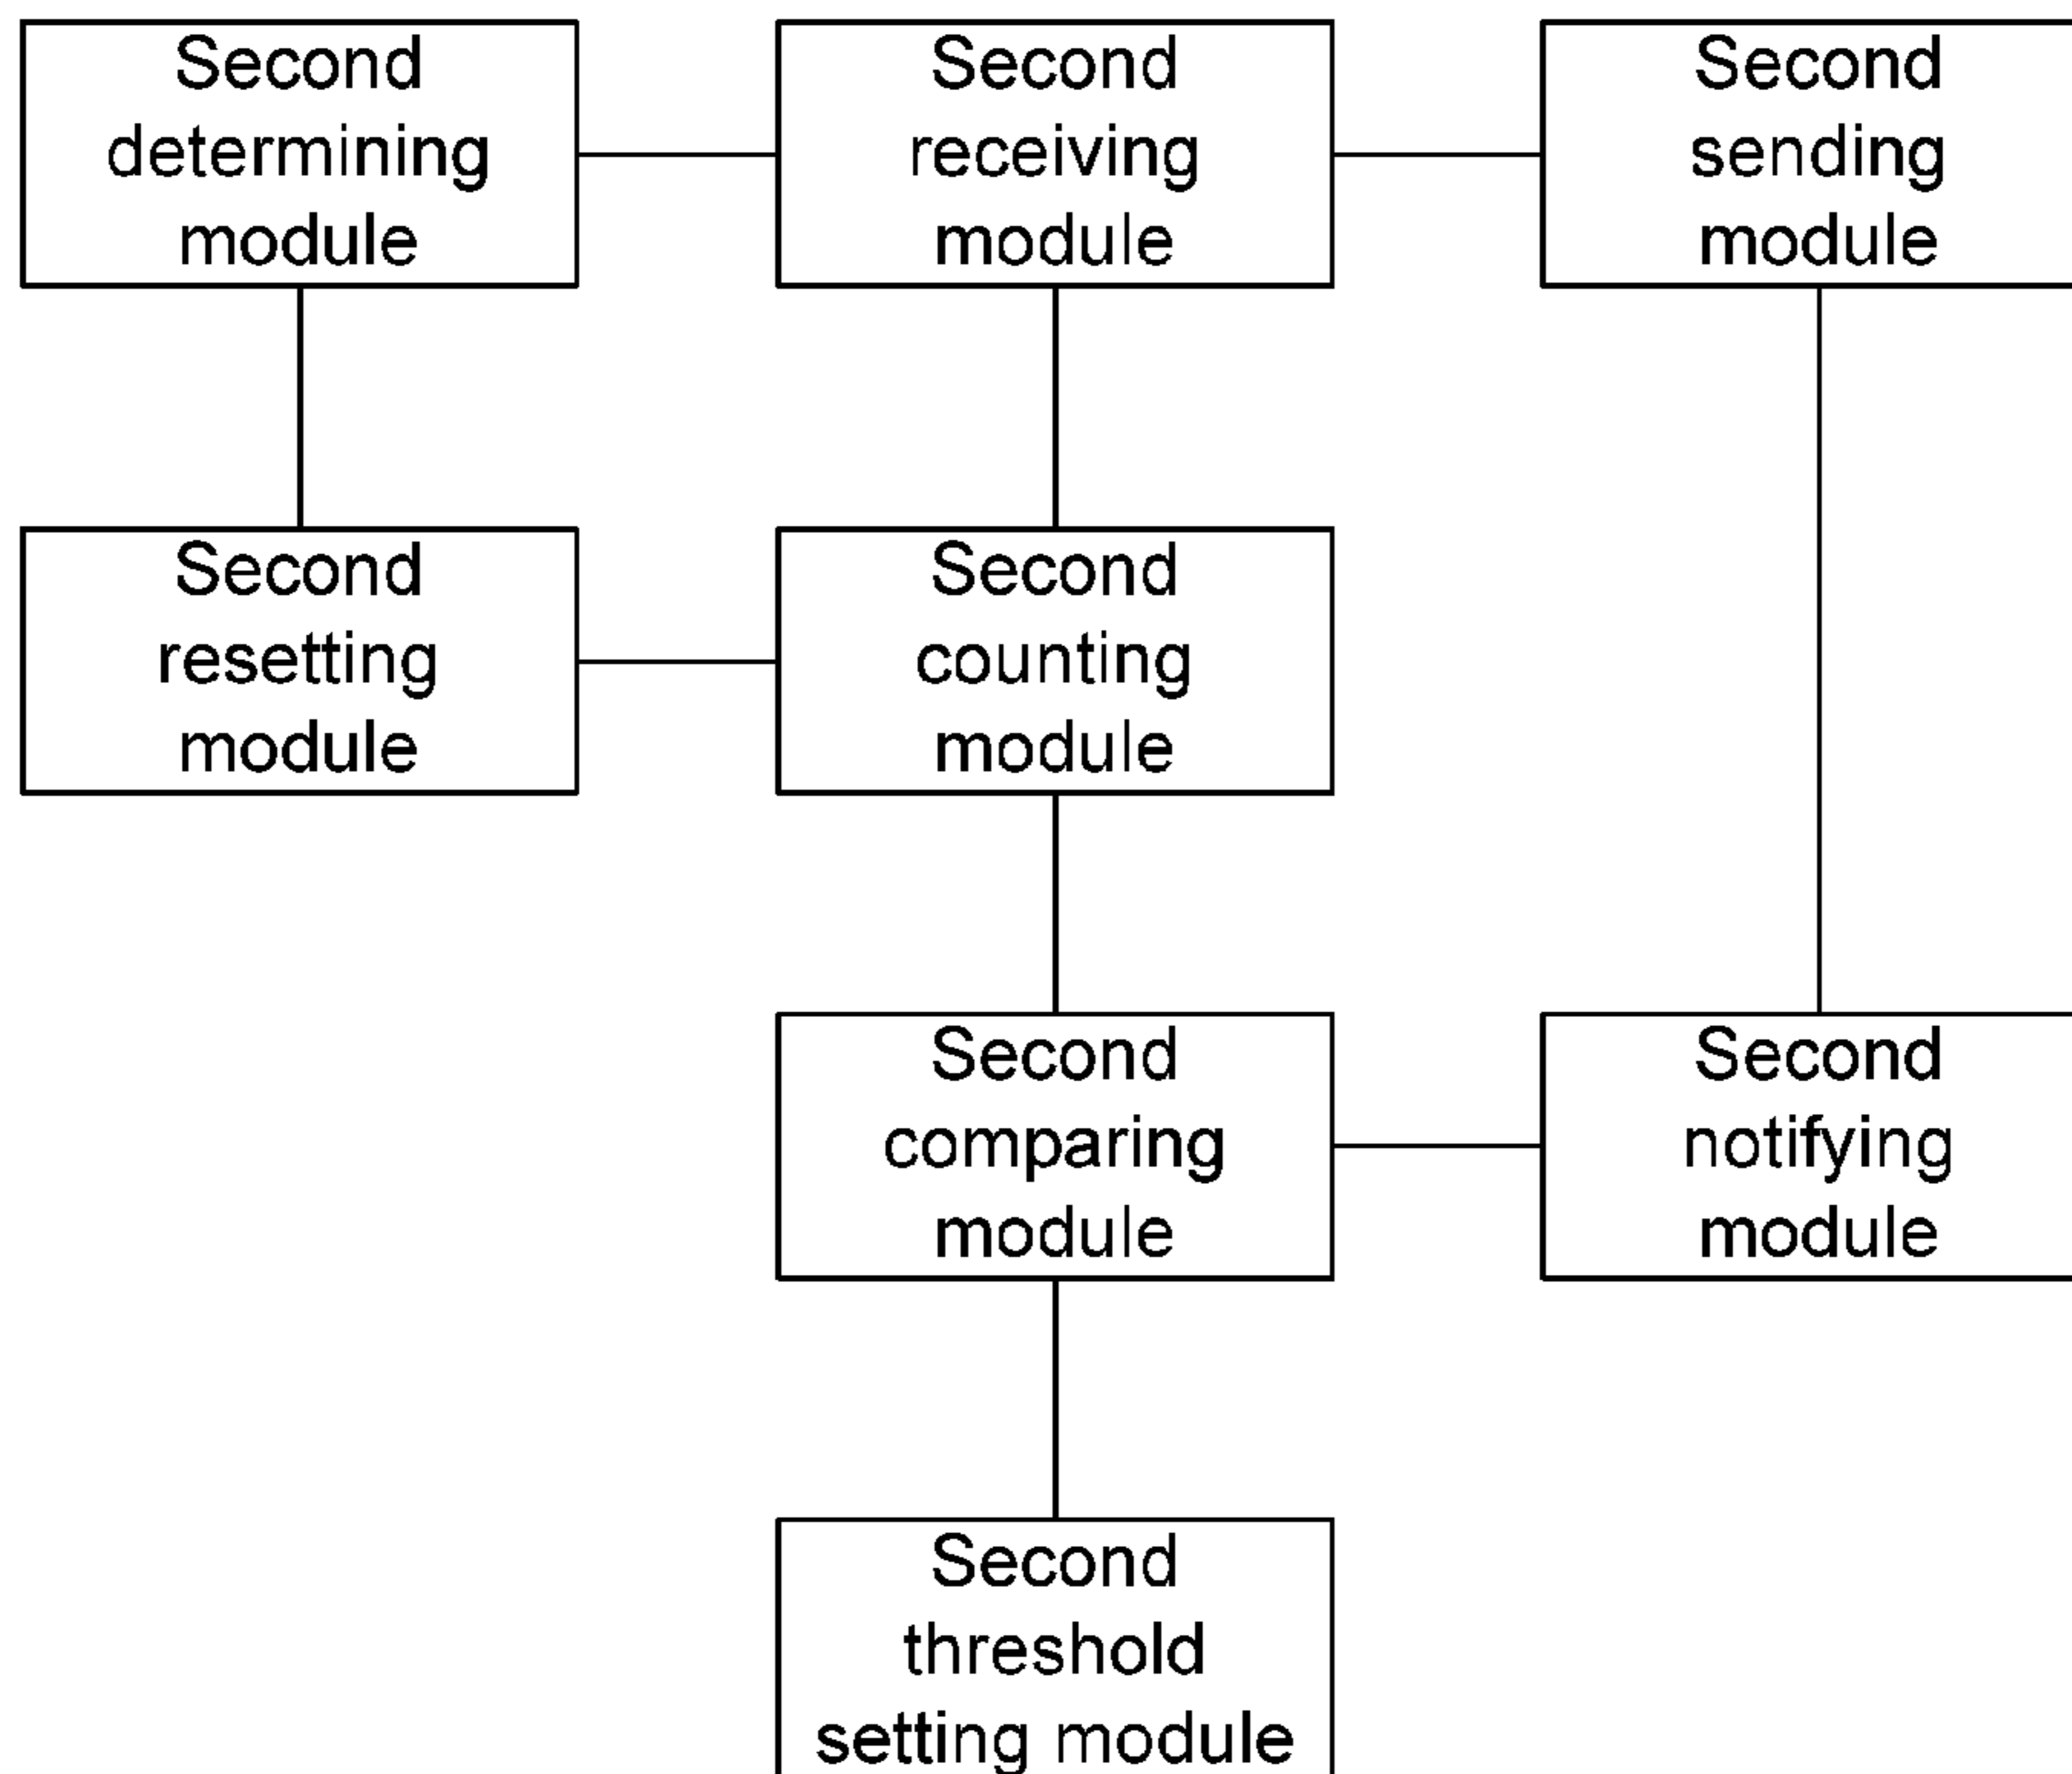 Second
determining
module
Second
receiving
module
Second
sending
module
Second
resetting
module
Second
counting
module
Second
comparing
module
Second
notifying
module
Second
threshold
setting module